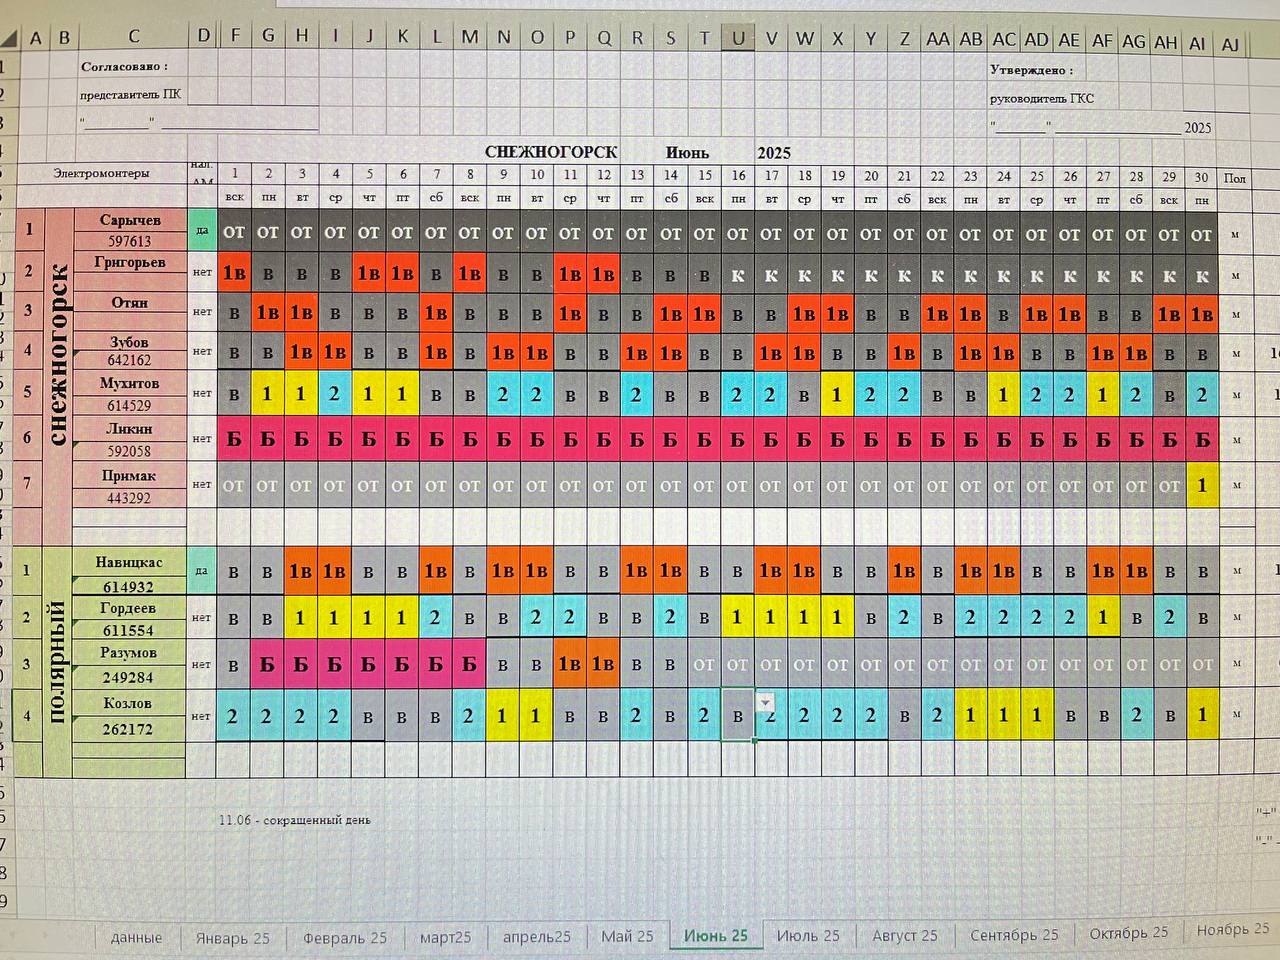 A B C D F G H I J K L M N O P Q R S T U V W X Y Z AA AB AC AD AE AF AG AH AI AJ
Согласовано : Утверждено :
представитель ПК руководитель ГКС
"________" ________________ "________" ________________ 2025
СНЕЖНОГОРСК Июнь 2025
Электромонтеры 1 2 3 4 5 6 7 8 9 10 11 12 13 14 15 16 17 18 19 20 21 22 23 24 25 26 27 28 29 30 Пол
вск пн вт ср чт пт сб вск пн вт ср чт пт сб вск пн вт ср чт пт сб вск пн вт ср чт пт сб вск пн
снежногорск
1 Сарычев да от от от от от от от от от от от от от от от от от от от от от от от от от от от от от от м
597613
2 Григорьев нет 1в в в в 1в 1в в 1в в в 1в 1в в в в к к к к к к к к к к к к к к к м
3 Отян нет в 1в 1в в в в 1в в в в 1в в в 1в 1в в в 1в 1в в в 1в 1в в 1в 1в в в 1в 1в м
4 Зубов нет в в 1в 1в в в 1в в 1в 1в в в 1в 1в в в 1в 1в в в 1в в 1в 1в в в 1в 1в в в м
642162
5 Мухитов нет в 1 1 2 1 1 в в 2 2 в в 2 в в 2 2 в 1 2 2 в в 1 2 2 1 2 в 2 м
614529
6 Ликин нет Б Б Б Б Б Б Б Б Б Б Б Б Б Б Б Б Б Б Б Б Б Б Б Б Б Б Б Б Б Б м
592058
7 Примак нет от от от от от от от от от от от от от от от от от от от от от от от от от от от от от 1 м
443292
полярный
1 Навицкас да в в 1в 1в в в 1в в 1в 1в в в 1в 1в в в 1в 1в в в 1в в 1в 1в в в 1в 1в в в м
614932
2 Гордеев нет в в 1 1 1 1 2 в в 2 2 в в 2 в 1 1 1 1 в 2 в 2 2 2 2 1 в 2 в м
611554
3 Разумов нет в Б Б Б Б Б Б Б в в 1в 1в в в от от от от от от от от от от от от от от от от м
249284
4 Козлов нет 2 2 2 2 в в в 2 1 1 в в 2 в 2 в 2 2 2 2 в 2 1 1 1 в в 2 в 1 м
262172
11.06 - сокращенный день
"+"
"-"
данные Январь 25 Февраль 25 март25 апрель25 Май 25 Июнь 25 Июль 25 Август 25 Сентябрь 25 Октябрь 25 Ноябрь 25